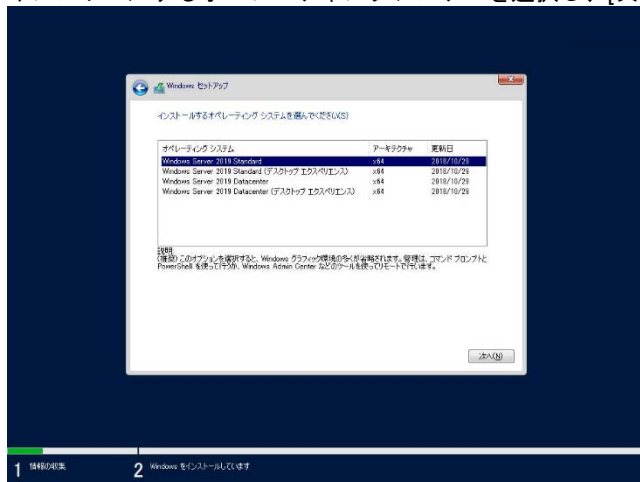 Windows セットアップ
インストールするオペレーティング システムを選んでください(S)
オペレーティング システム アーキテクチャ 更新日
Windows Server 2019 Standard x64 2018/10/29
Windows Server 2019 Standard (デスクトップ エクスペリエンス) x64 2018/10/29
Windows Server 2019 Datacenter x64 2018/10/29
Windows Server 2019 Datacenter (デスクトップ エクスペリエンス) x64 2018/10/29
説明
(推奨) このオプションを選択すると、Windows グラフィック環境の多くが省略されます。管理は、コマンド プロンプトと
PowerShell を使って行うか、Windows Admin Center などのツールを使ってリモートで行います。
次へ(N)
1 情報の収集 2 Windows をインストールしています